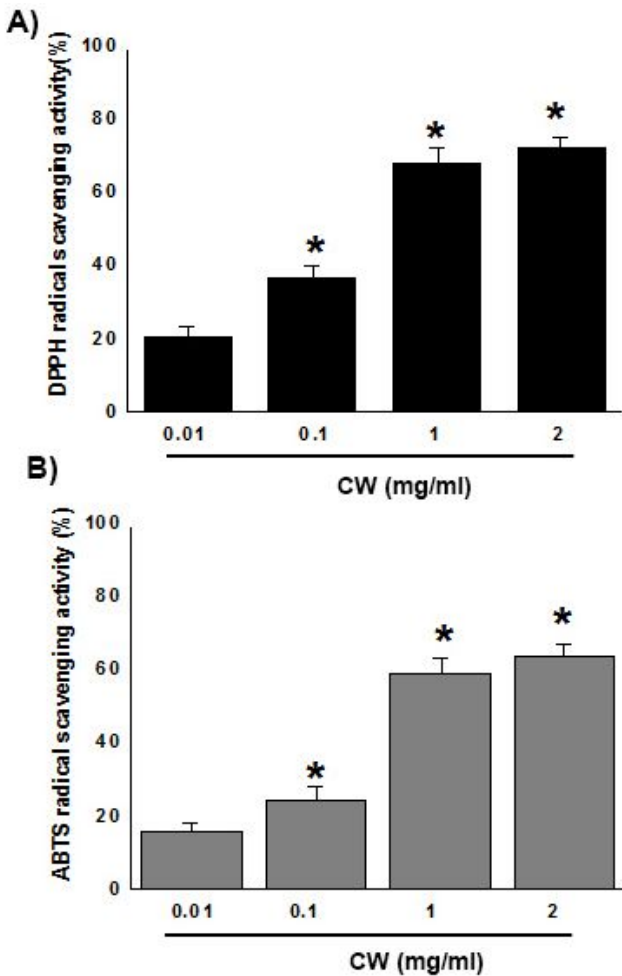 A)
DPPH radical scavenging activity(%)
100
80
60
40
20
0
*
*
*
0.01 0.1 1 2
CW (mg/ml)
B)
ABTS radical scavenging activity (%)
100
80
60
40
20
0
*
*
*
0.01 0.1 1 2
CW (mg/ml)